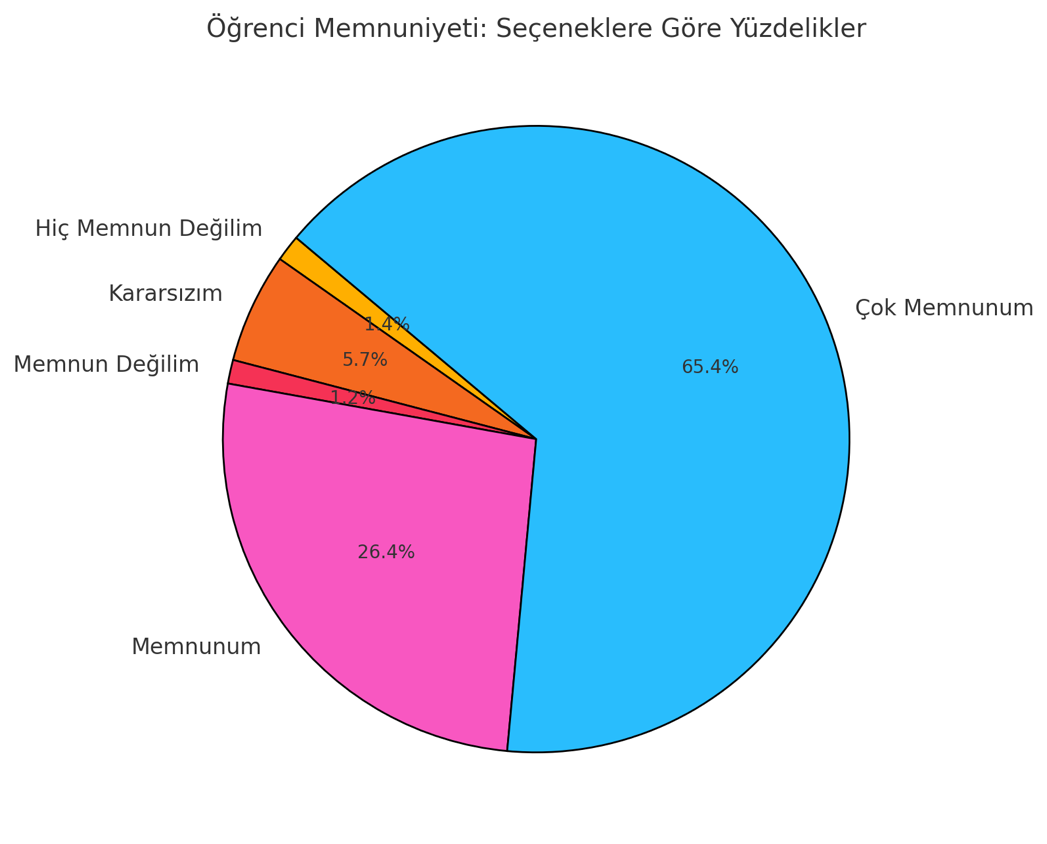 Öğrenci Memnuniyeti: Seçeneklere Göre Yüzdelikler
Hiç Memnun Değilim
1.4%
Kararsızım
5.7%
Memnun Değilim
1.2%
Memnunum
26.4%
Çok Memnunum
65.4%